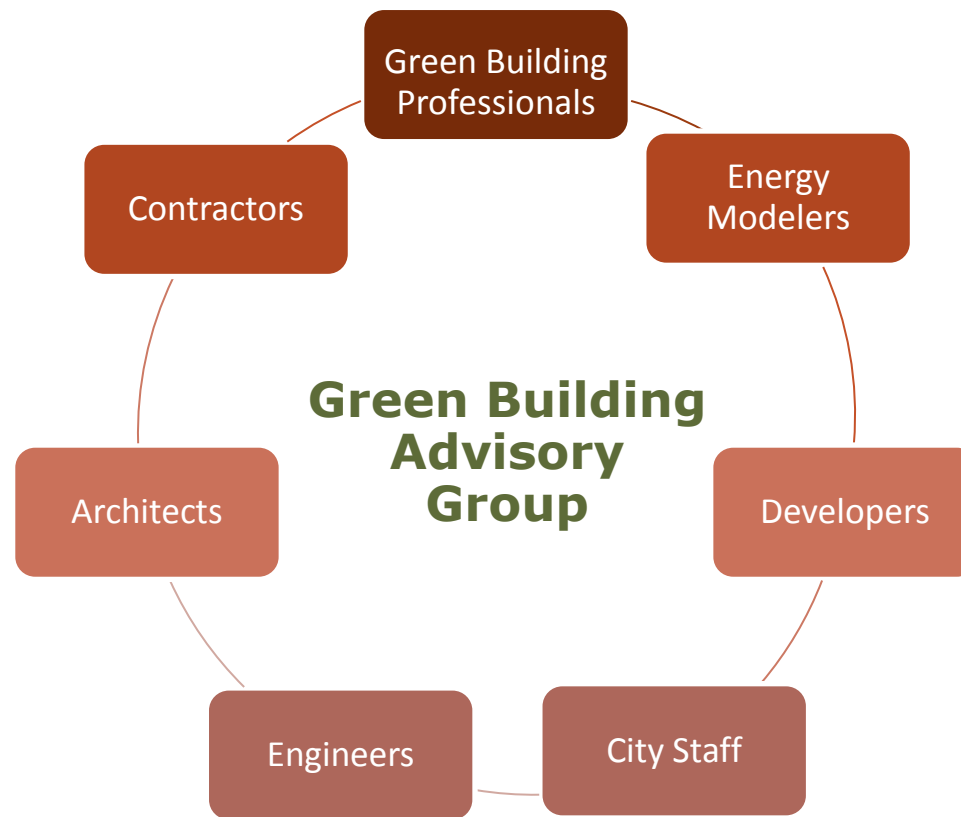 Green Building
Professionals
Energy
Modelers
Contractors
Green Building
Advisory
Group
Architects
Developers
Engineers
City Staff